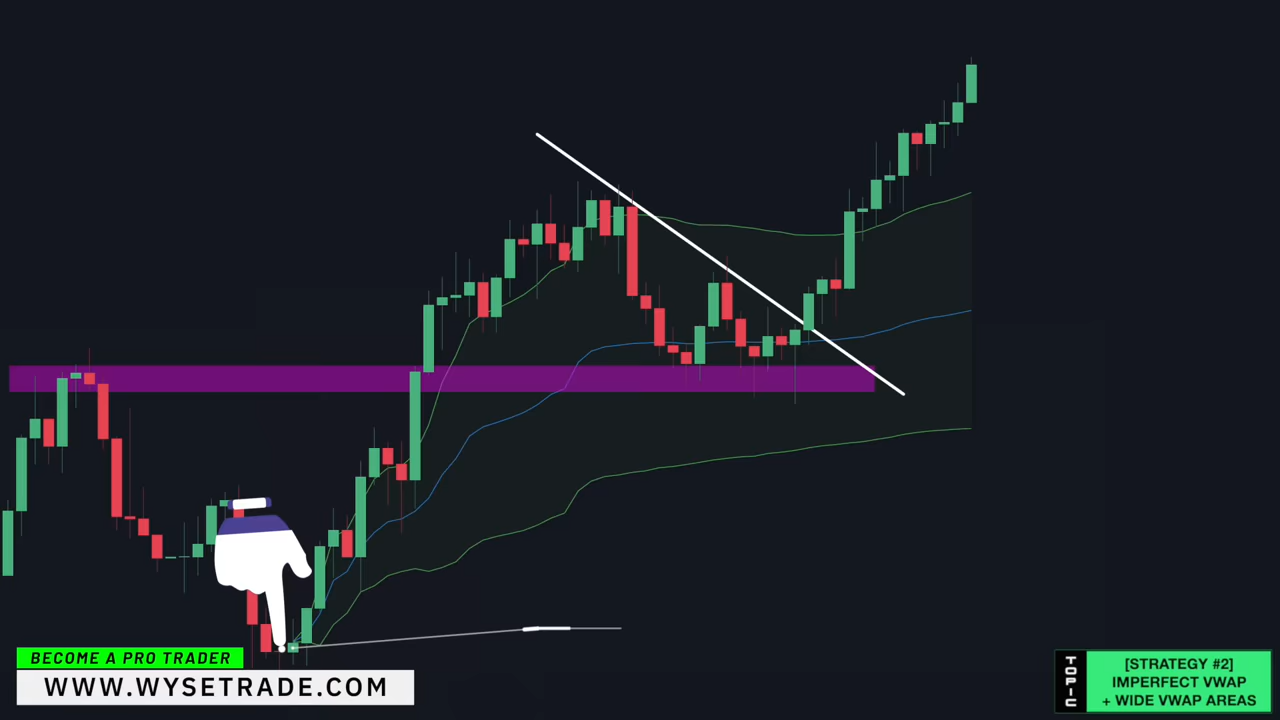 BECOME A PRO TRADER
WWW.WYSETRADE.COM
TOPIC
[STRATEGY #2]
IMPERFECT VWAP
+ WIDE VWAP AREAS